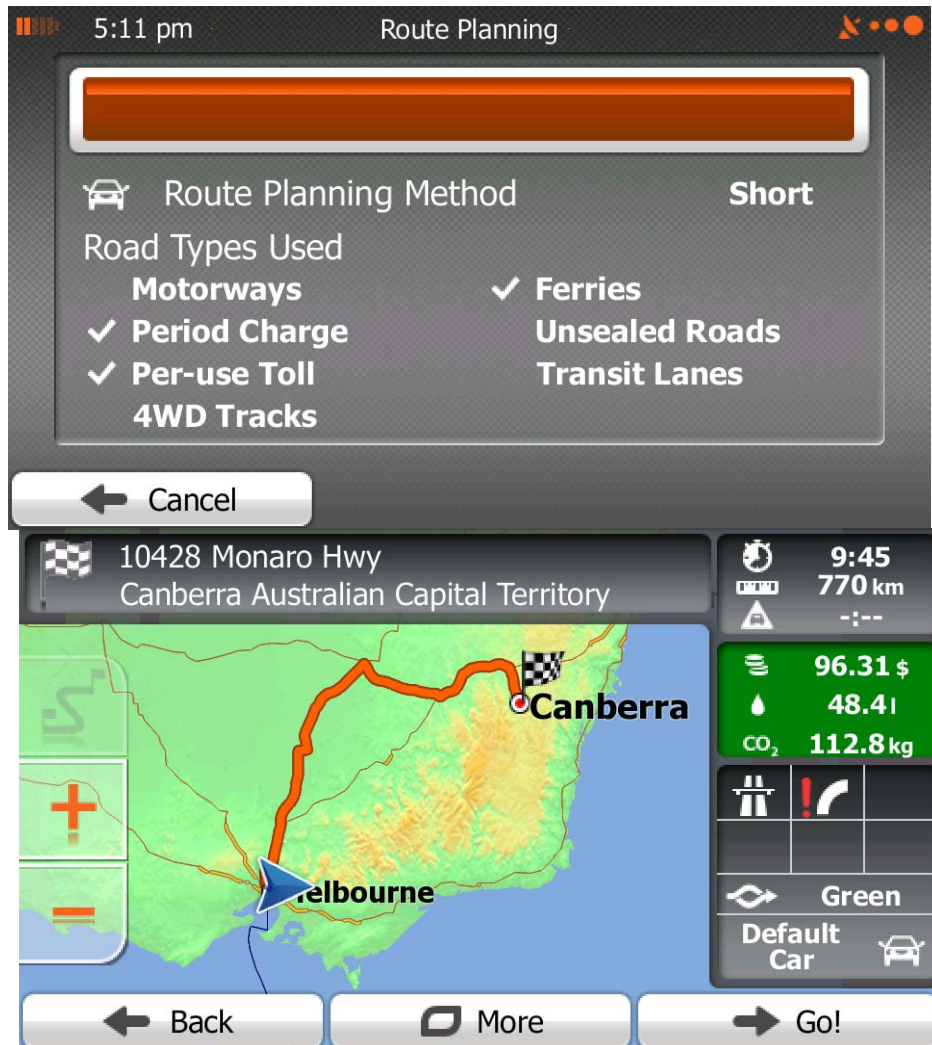 5:11 pm Route Planning
Route Planning Method Short
Road Types Used
Motorways Ferries
Period Charge Unsealed Roads
Per-use Toll Transit Lanes
4WD Tracks
Cancel
10428 Monaro Hwy
Canberra Australian Capital Territory
9:45
770 km
-:--
96.31 $
48.4 l
CO₂ 112.8 kg
Canberra
elbourne
Green
Default
Car
Back More Go!